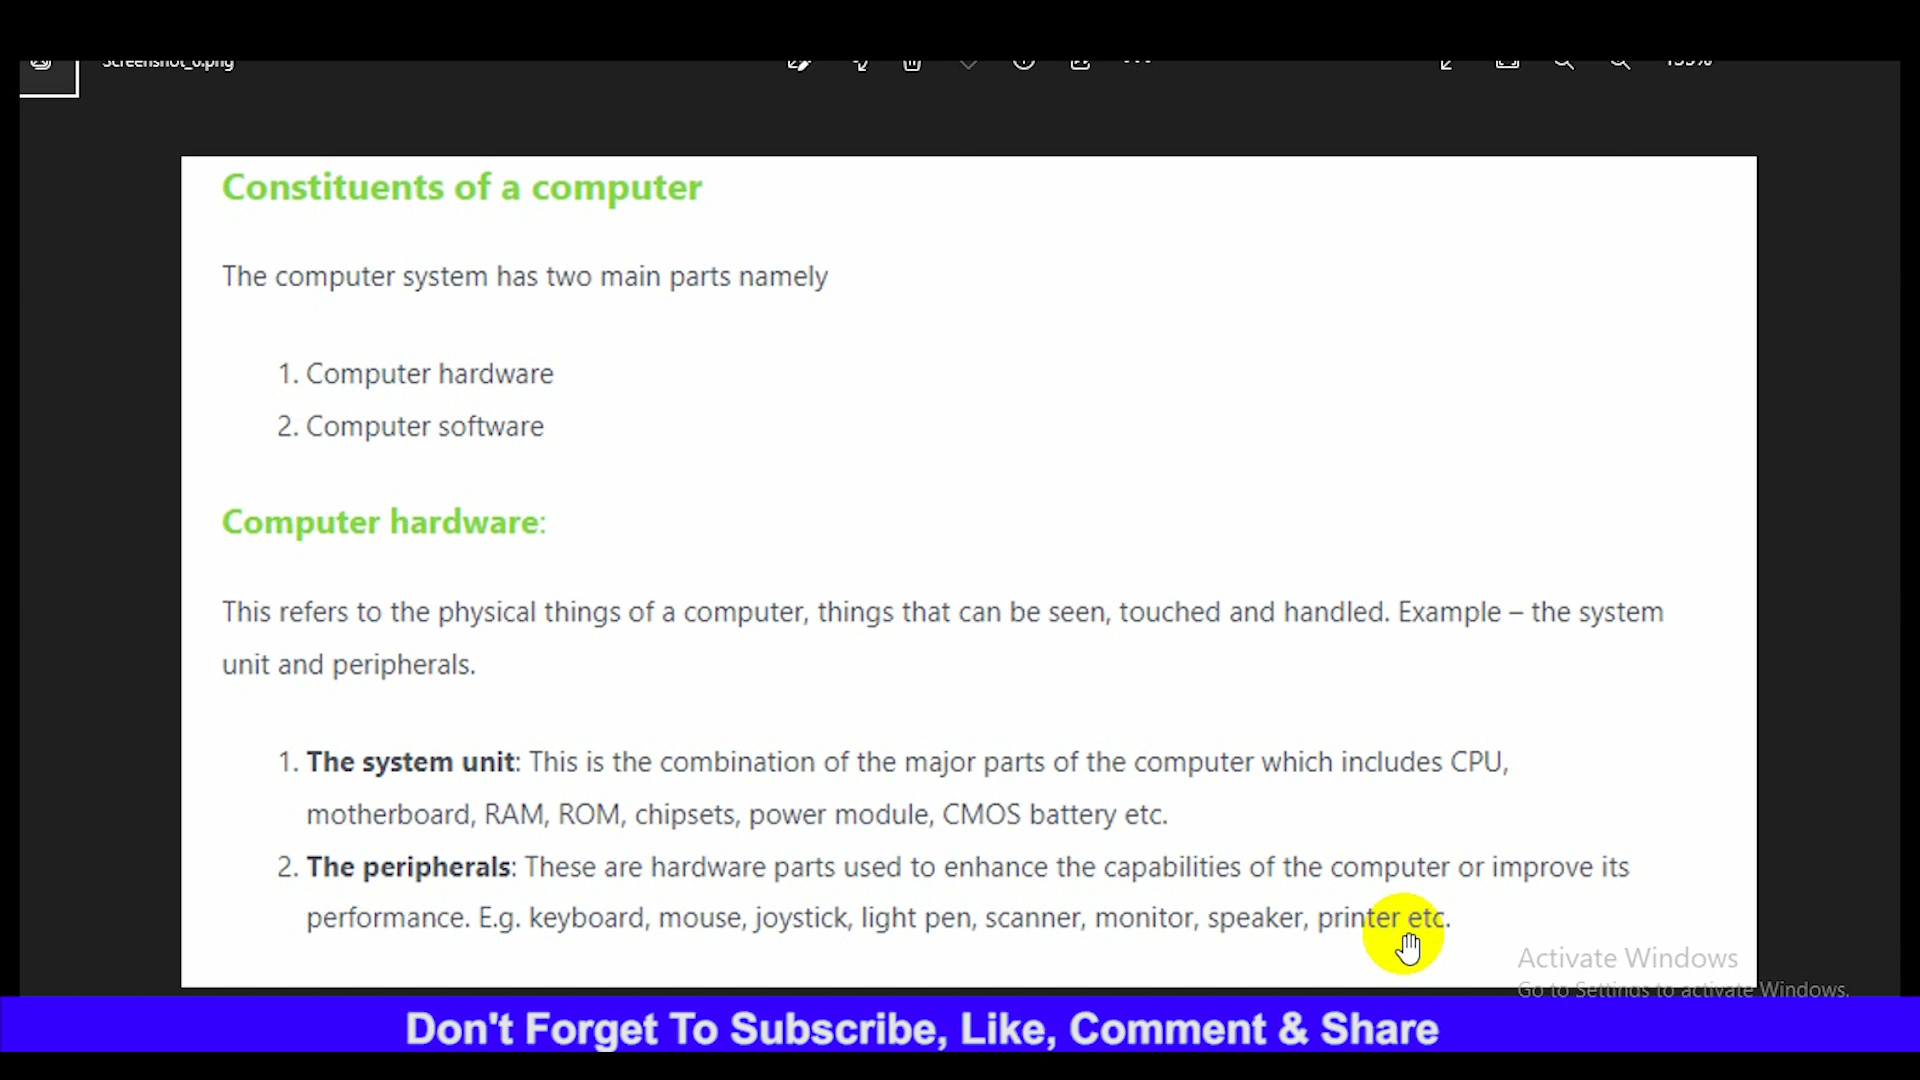 Screenshot_6.png
Constituents of a computer
The computer system has two main parts namely
1. Computer hardware
2. Computer software
Computer hardware:
This refers to the physical things of a computer, things that can be seen, touched and handled. Example – the system
unit and peripherals.
1. The system unit: This is the combination of the major parts of the computer which includes CPU,
motherboard, RAM, ROM, chipsets, power module, CMOS battery etc.
2. The peripherals: These are hardware parts used to enhance the capabilities of the computer or improve its
performance. E.g. keyboard, mouse, joystick, light pen, scanner, monitor, speaker, printer etc.
Activate Windows
Go to Settings to activate Windows.
Don't Forget To Subscribe, Like, Comment & Share